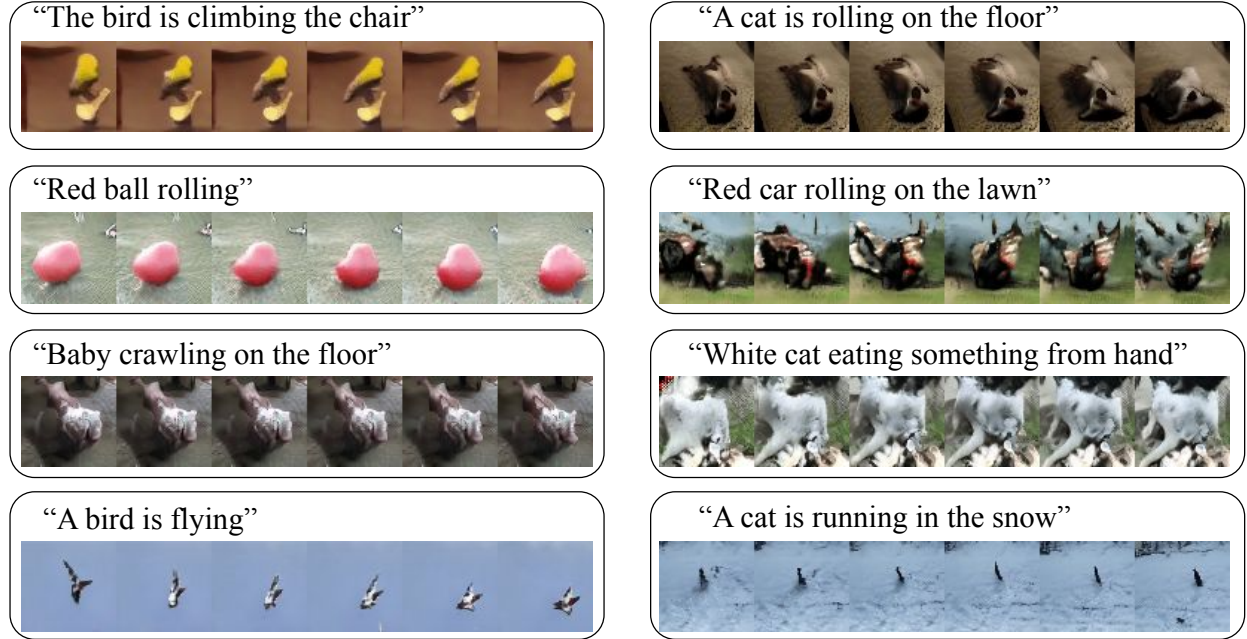 “The bird is climbing the chair”
“A cat is rolling on the floor”
“Red ball rolling”
“Red car rolling on the lawn”
“Baby crawling on the floor”
“White cat eating something from hand”
“A bird is flying”
“A cat is running in the snow”